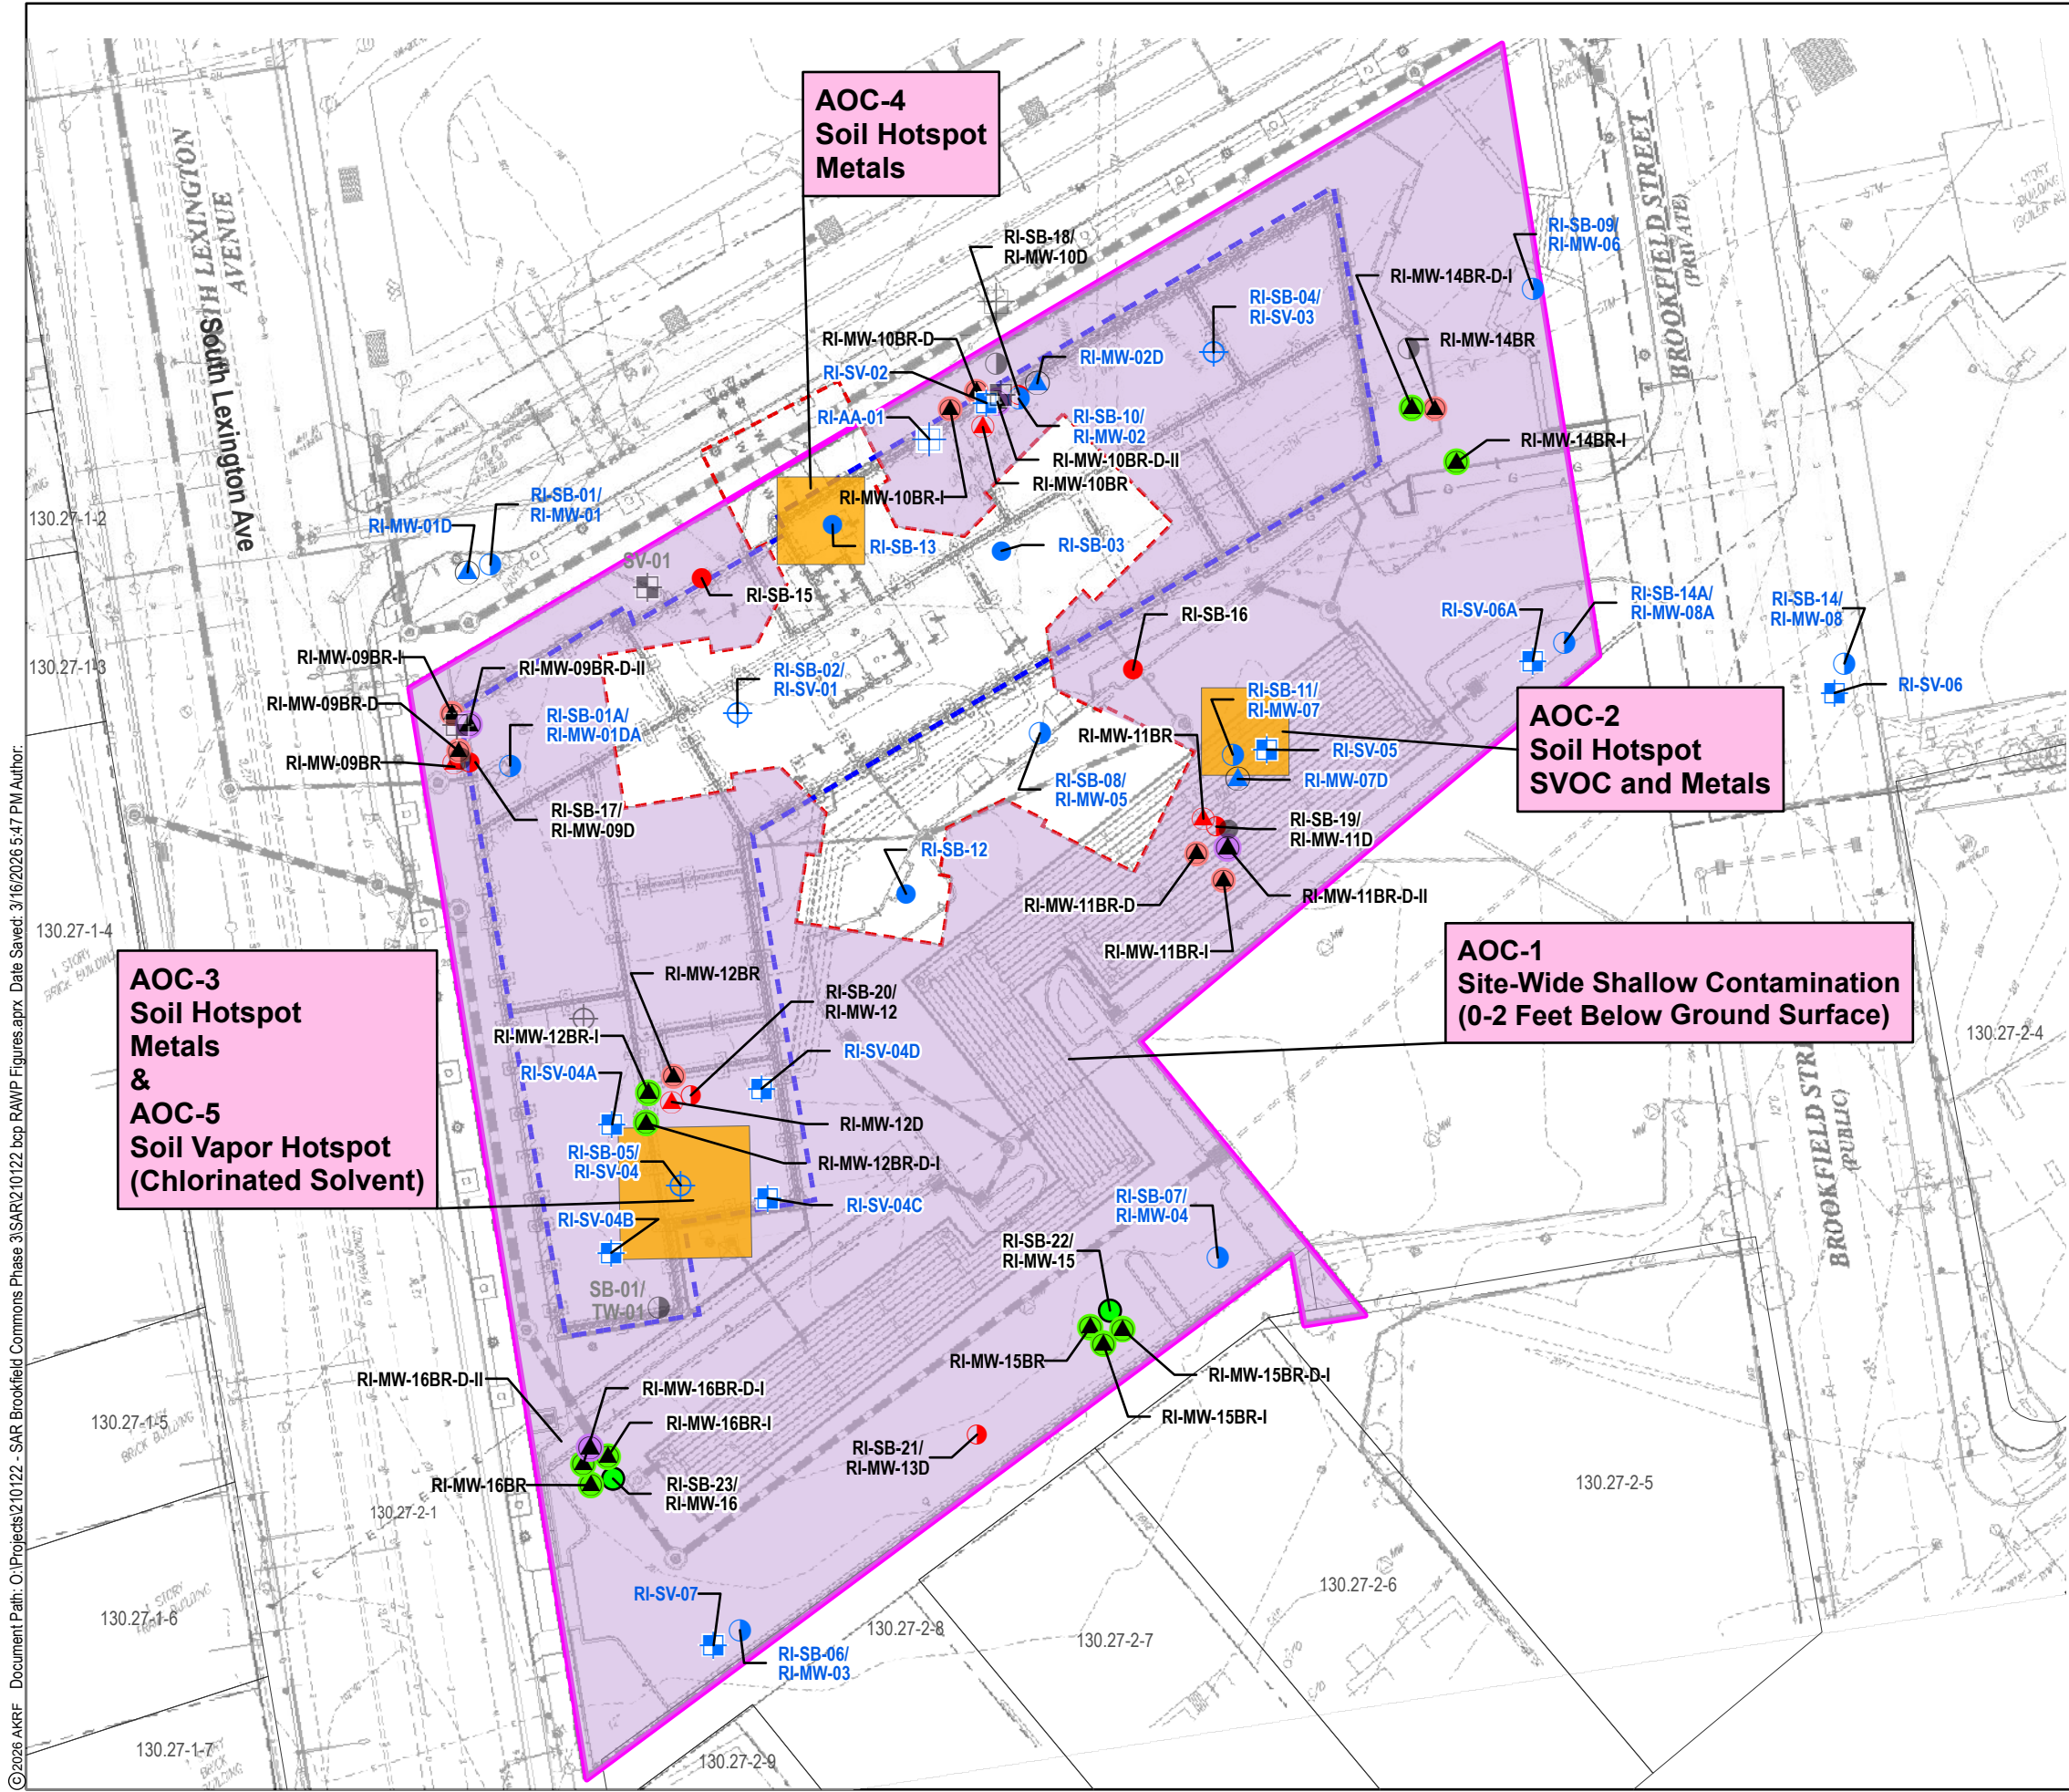 AOC-4
Soil Hotspot
Metals
SOUTH LEXINGTON
AVENUE
South Lexington Ave
BROOKFIELD STREET
(PRIVATE)
RI-SB-18/
RI-MW-10D
RI-SB-09/
RI-MW-06
RI-MW-14BR-D-I
RI-SB-04/
RI-SV-03
RI-MW-10BR-D
RI-MW-14BR
RI-SV-02
RI-MW-02D
RI-AA-01
RI-SB-10/
RI-MW-02
RI-MW-14BR-I
RI-MW-10BR-D-II
RI-MW-10BR-I
RI-MW-10BR
RI-SB-01/
RI-MW-01
RI-MW-01D
130.27-1-2
RI-SB-13
RI-SB-03
SV-01
RI-SB-15
RI-SV-06A
RI-SB-14A/
RI-MW-08A
RI-SB-14/
RI-MW-08
RI-SB-16
130.27-1-3
RI-MW-09BR-I
RI-MW-09BR-D-II
RI-SB-02/
RI-SV-01
RI-SV-06
RI-MW-09BR-D
RI-SB-01A/
RI-MW-01DA
RI-SB-11/
RI-MW-07
AOC-2
Soil Hotspot
SVOC and Metals
RI-MW-11BR
RI-SV-05
RI-MW-09BR
RI-SB-08/
RI-MW-05
RI-MW-07D
RI-SB-17/
RI-MW-09D
RI-SB-19/
RI-MW-11D
RI-SB-12
RI-MW-11BR-D
RI-MW-11BR-D-II
130.27-1-4
1 STORY
BRICK BUILDING
RI-MW-11BR-I
AOC-1
Site-Wide Shallow Contamination
(0-2 Feet Below Ground Surface)
AOC-3
Soil Hotspot
Metals
&
AOC-5
Soil Vapor Hotspot
(Chlorinated Solvent)
RI-MW-12BR
RI-SB-20/
RI-MW-12
RI-MW-12BR-I
RI-SV-04D
RI-SV-04A
130.27-2-4
RI-MW-12D
RI-SB-05/
RI-SV-04
RI-MW-12BR-D-I
RI-SV-04C
RI-SV-04B
RI-SB-07/
RI-MW-04
RI-SB-22/
RI-MW-15
BROOKFIELD STR
(PUBLIC)
SB-01/
TW-01
RI-MW-15BR
RI-MW-15BR-D-I
RI-MW-16BR-D-II
RI-MW-16BR-D-I
RI-MW-15BR-I
130.27-1-5
BRICK BUILDING
RI-MW-16BR-I
RI-SB-21/
RI-MW-13D
RI-MW-16BR
RI-SB-23/
RI-MW-16
130.27-2-5
130.27-2-1
RI-SV-07
130.27-2-6
130.27-1-6
1 STORY
130.27-2-8
130.27-2-7
RI-SB-06/
RI-MW-03
130.27-1-7
BRICK
BUILDING
130.27-2-9
©2026 AKRF Document Path: O:\Projects\210122 - SAR Brookfield Commons Phase 3\SAR\210122 bcp RAWP Figures.aprx Date Saved: 3/16/2026 5:47 PM Author: